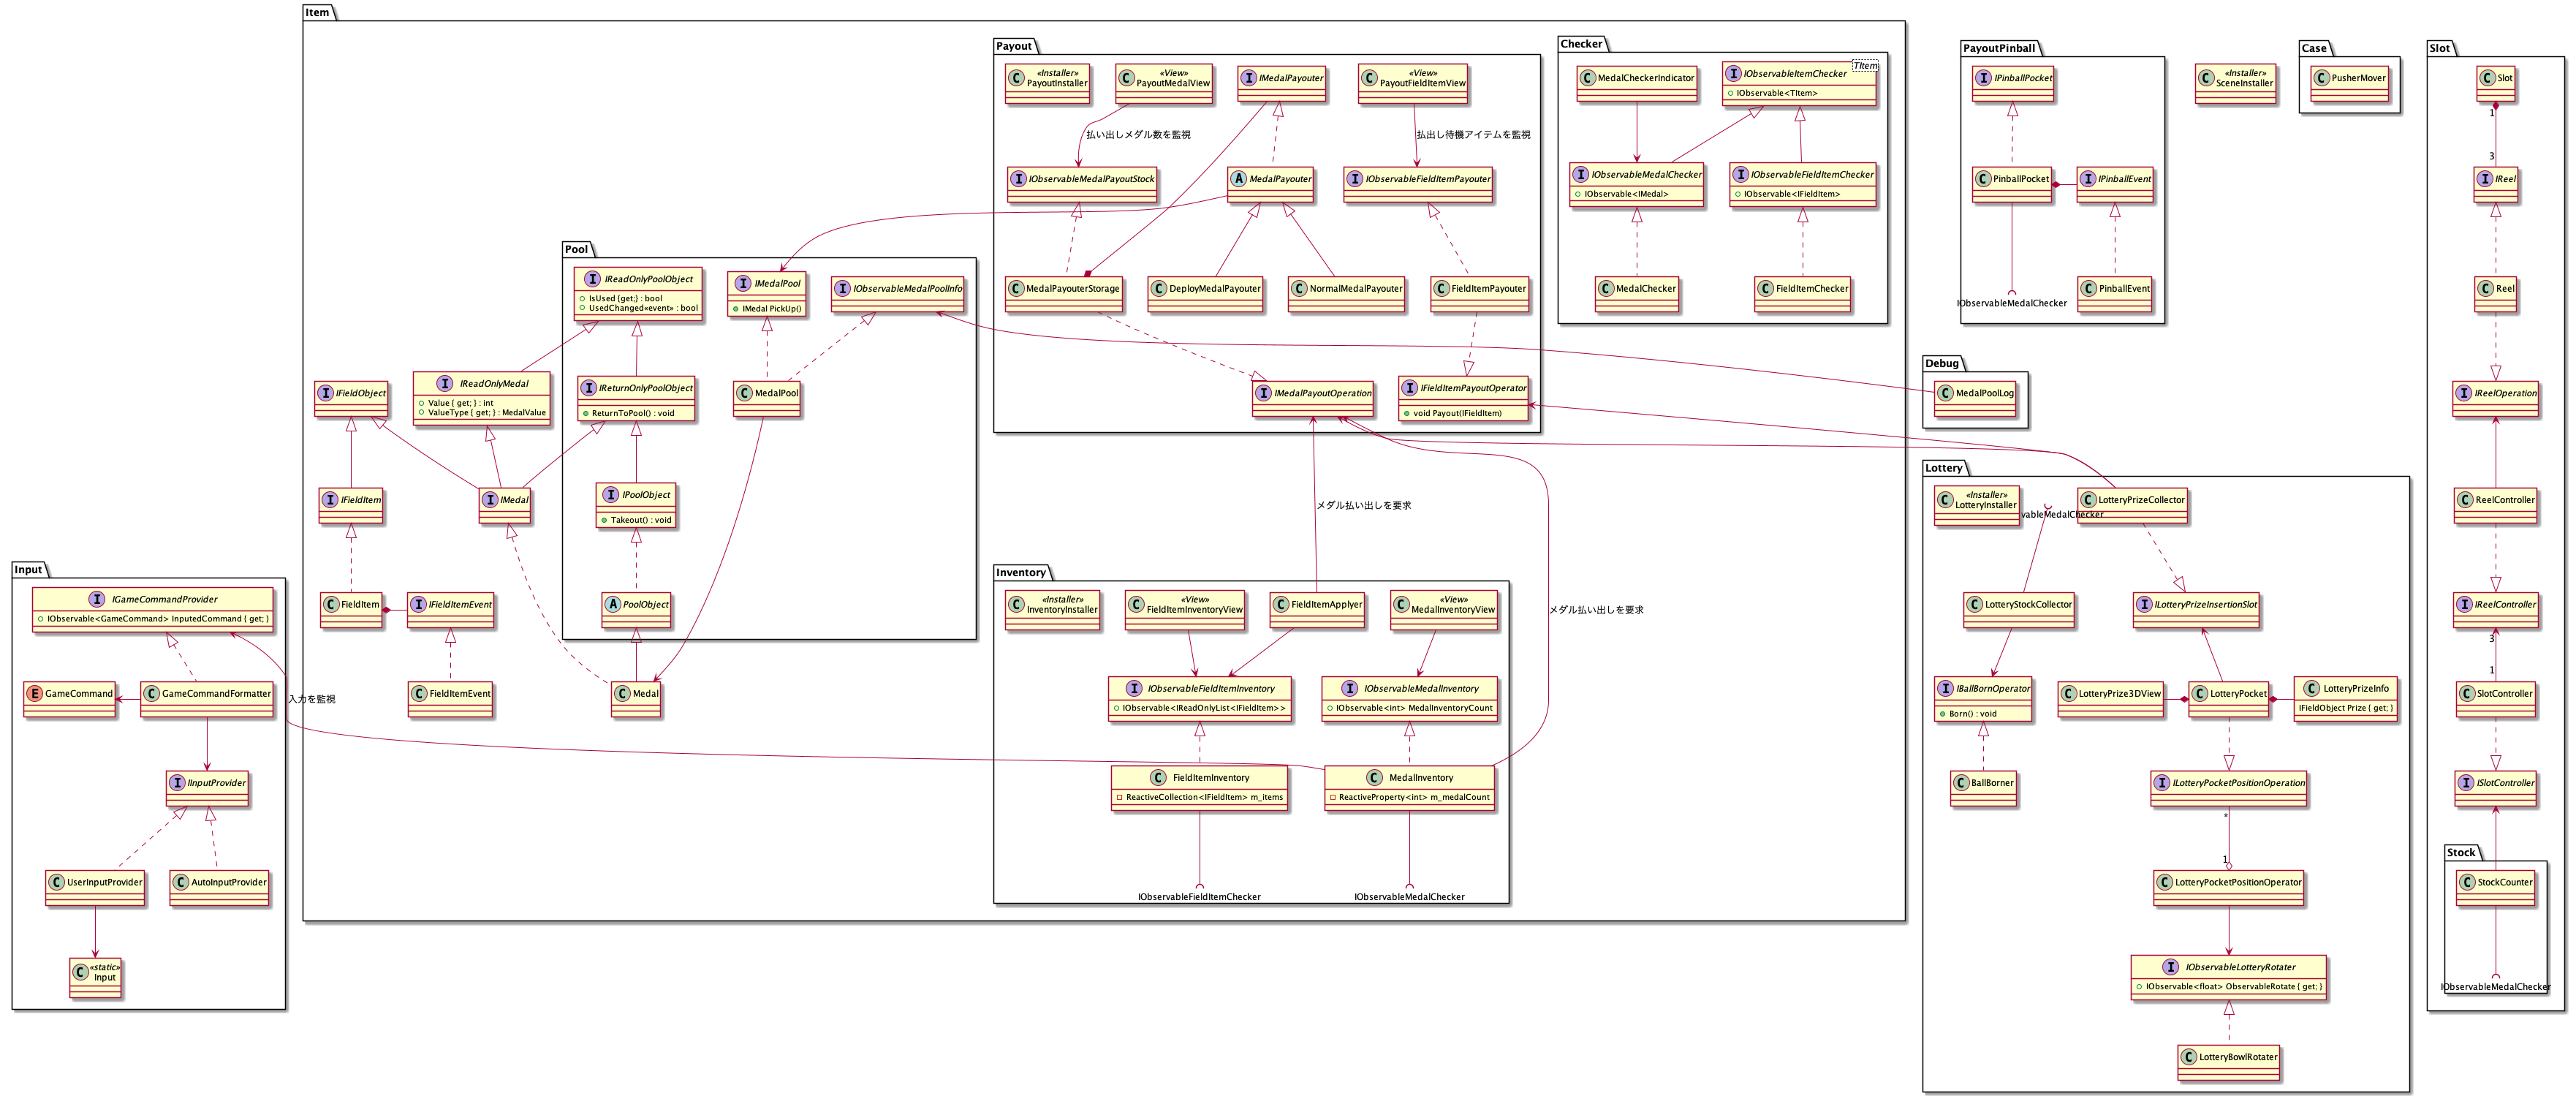 Item
Payout
«Installer»
PayoutInstaller
«View»
PayoutMedalView
IMedalPayouter
«View»
PayoutFieldItemView
払い出しメダル数を監視
払出し待機アイテムを監視
IObservableMedalPayoutStock
MedalPayouter
IObservableFieldItemPayouter
MedalPayouterStorage
DeployMedalPayouter
NormalMedalPayouter
FieldItemPayouter
IMedalPayoutOperation
IFieldItemPayoutOperator
void Payout(IFieldItem)
Checker
MedalCheckerIndicator
IObservableItemChecker
TItem
IObservable<TItem>
IObservableMedalChecker
IObservable<IMedal>
IObservableFieldItemChecker
IObservable<IFieldItem>
MedalChecker
FieldItemChecker
Pool
IReadOnlyPoolObject
IsUsed {get;} : bool
UsedChanged«event» : bool
IMedalPool
IMedal PickUp()
IObservableMedalPoolInfo
IReturnOnlyPoolObject
ReturnToPool() : void
MedalPool
IPoolObject
Takeout() : void
PoolObject
IFieldObject
IReadOnlyMedal
Value { get; } : int
ValueType { get; } : MedalValue
IFieldItem
IMedal
FieldItem
IFieldItemEvent
FieldItemEvent
Medal
メダル払い出しを要求
メダル払い出しを要求
Inventory
«Installer»
InventoryInstaller
«View»
FieldItemInventoryView
FieldItemApplyer
«View»
MedalInventoryView
IObservableFieldItemInventory
IObservable<IReadOnlyList<IFieldItem>>
IObservableMedalInventory
IObservable<int> MedalInventoryCount
FieldItemInventory
ReactiveCollection<IFieldItem> m_items
MedalInventory
ReactiveProperty<int> m_medalCount
IObservableFieldItemChecker
IObservableMedalChecker
Input
IGameCommandProvider
IObservable<GameCommand> InputedCommand { get; }
GameCommand
GameCommandFormatter
入力を監視
IInputProvider
UserInputProvider
AutoInputProvider
«static»
Input
PayoutPinball
IPinballPocket
PinballPocket
IPinballEvent
PinballEvent
IObservableMedalChecker
«Installer»
SceneInstaller
Case
PusherMover
Debug
MedalPoolLog
Lottery
«Installer»
LotteryInstaller
vableMedalChecker
LotteryPrizeCollector
LotteryStockCollector
ILotteryPrizeInsertionSlot
IBallBornOperator
Born() : void
LotteryPrize3DView
LotteryPocket
LotteryPrizeInfo
IFieldObject Prize { get; }
BallBorner
ILotteryPocketPositionOperation
*
1
LotteryPocketPositionOperator
IObservableLotteryRotater
IObservable<float> ObservableRotate { get; }
LotteryBowlRotater
Slot
Slot
1
3
IReel
Reel
IReelOperation
ReelController
IReelController
3
1
SlotController
ISlotController
Stock
StockCounter
IObservableMedalChecker